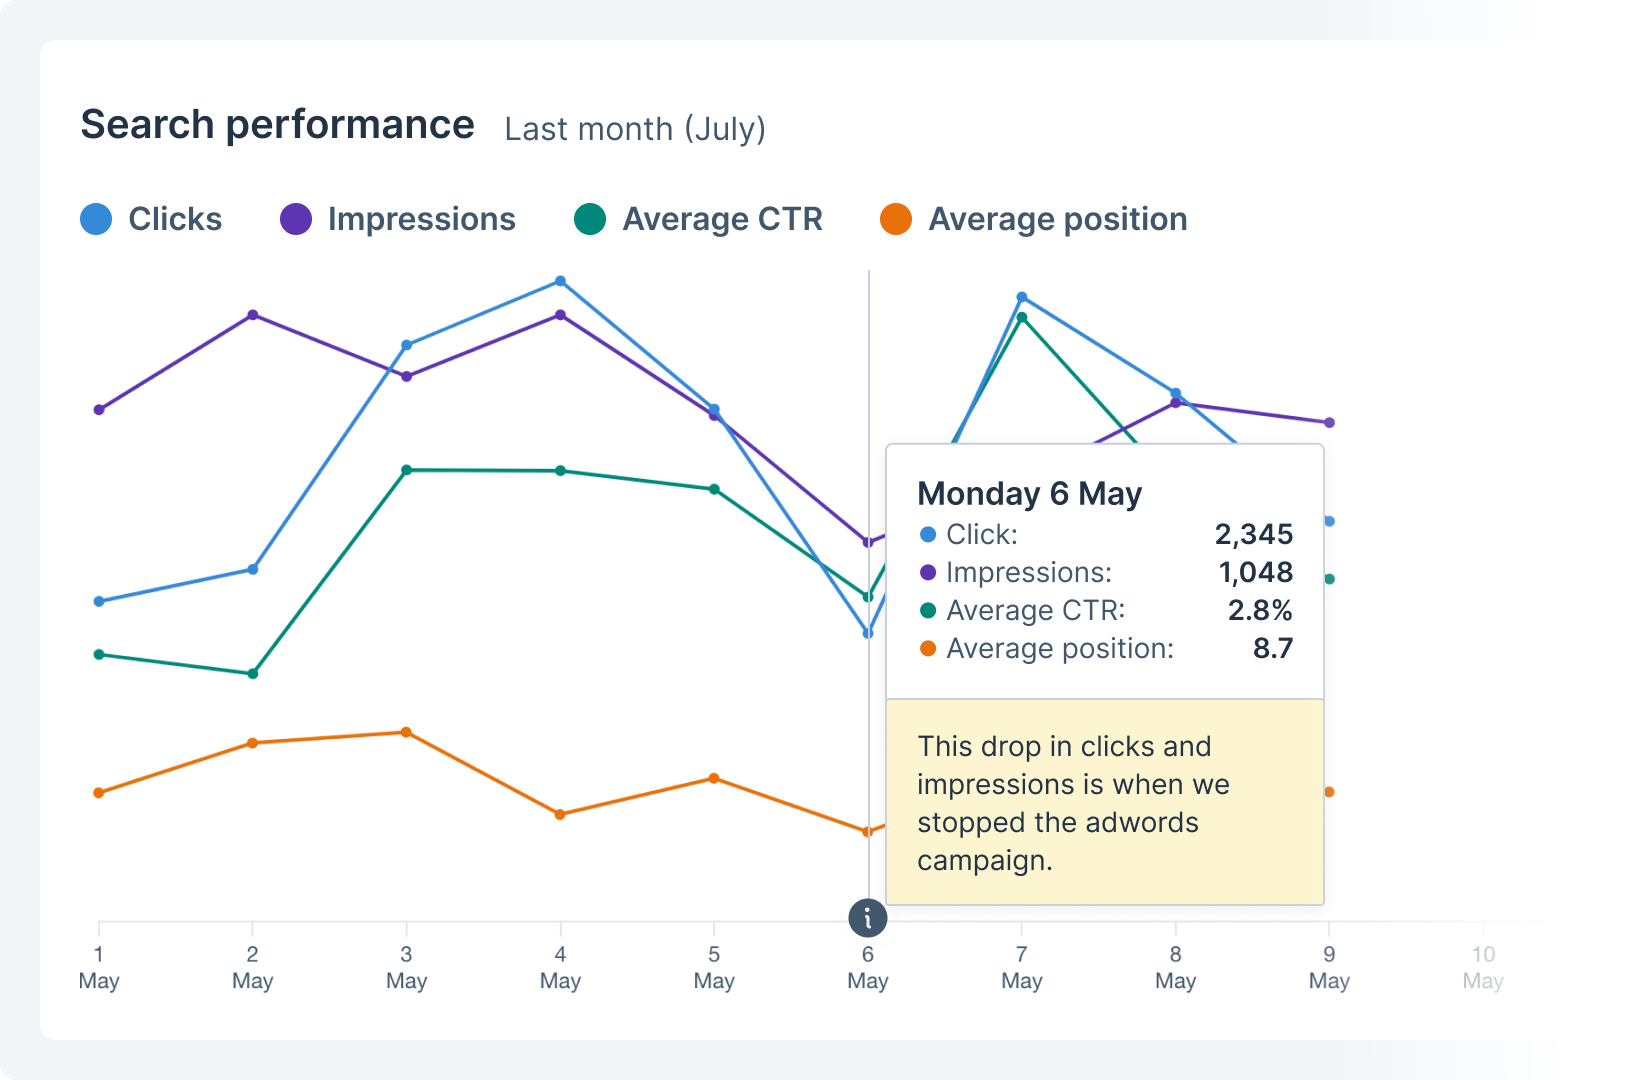 Search performance Last month (July)
Clicks Impressions Average CTR Average position
Monday 6 May
Click: 2,345
Impressions: 1,048
Average CTR: 2.8%
Average position: 8.7
This drop in clicks and
impressions is when we
stopped the adwords
campaign.
i
1 2 3 4 5 6 7 8 9 10
May May May May May May May May May May